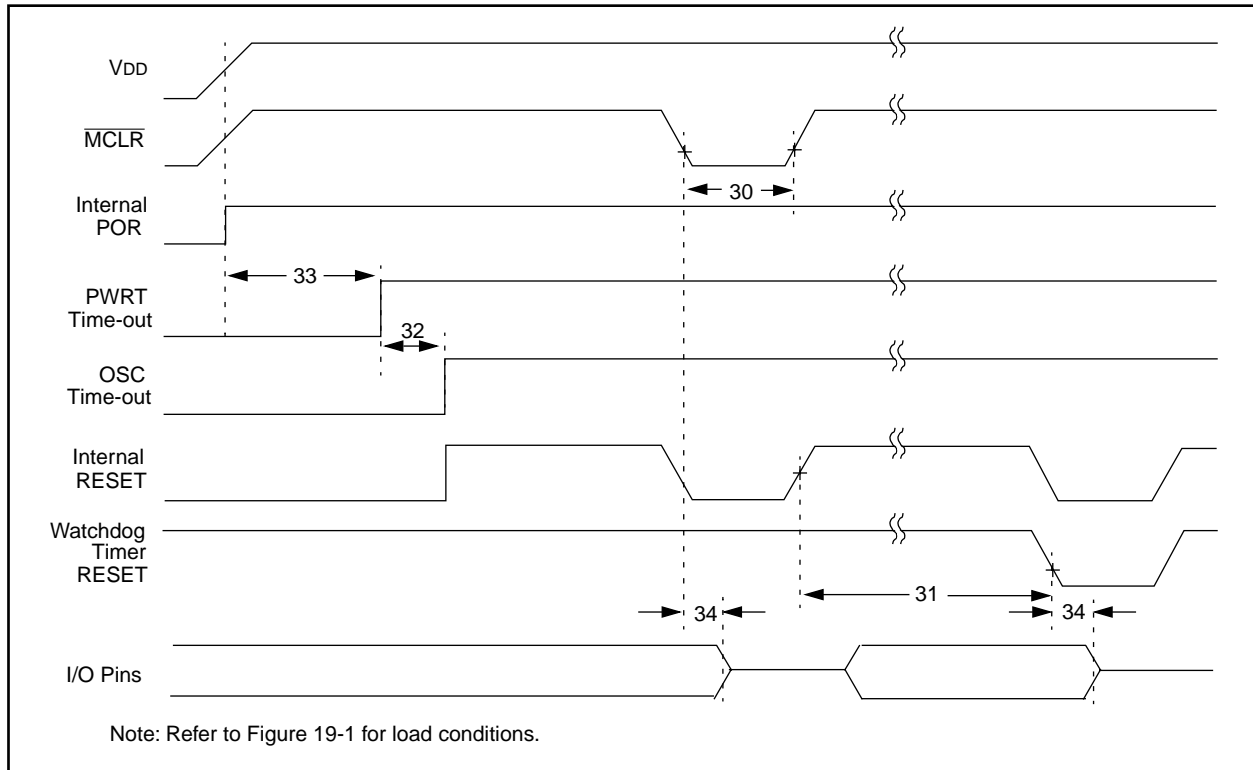 VDD
MCLR
Internal
POR
30
33
PWRT
Time-out
32
OSC
Time-out
Internal
RESET
Watchdog
Timer
RESET
31
34
34
I/O Pins
Note: Refer to Figure 19-1 for load conditions.